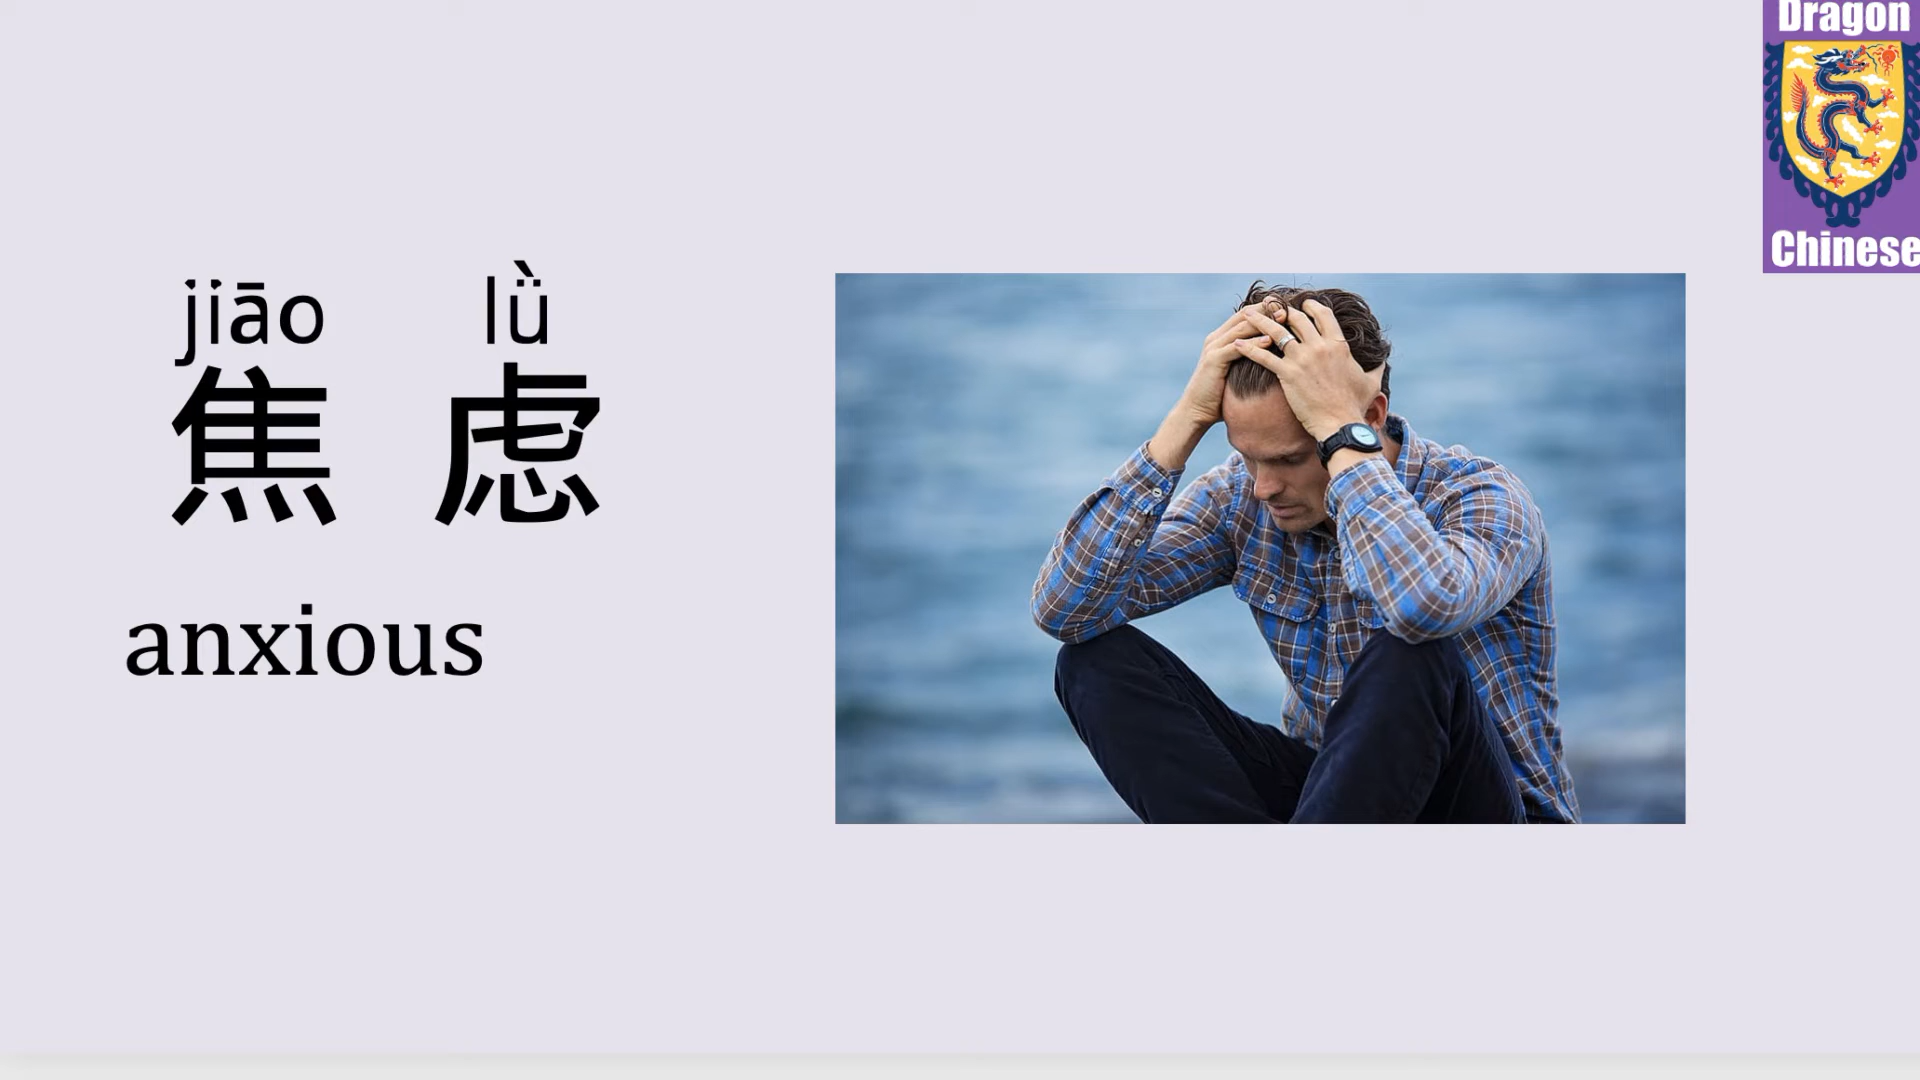 Dragon
Chinese
jiāo lǜ
焦 虑
anxious